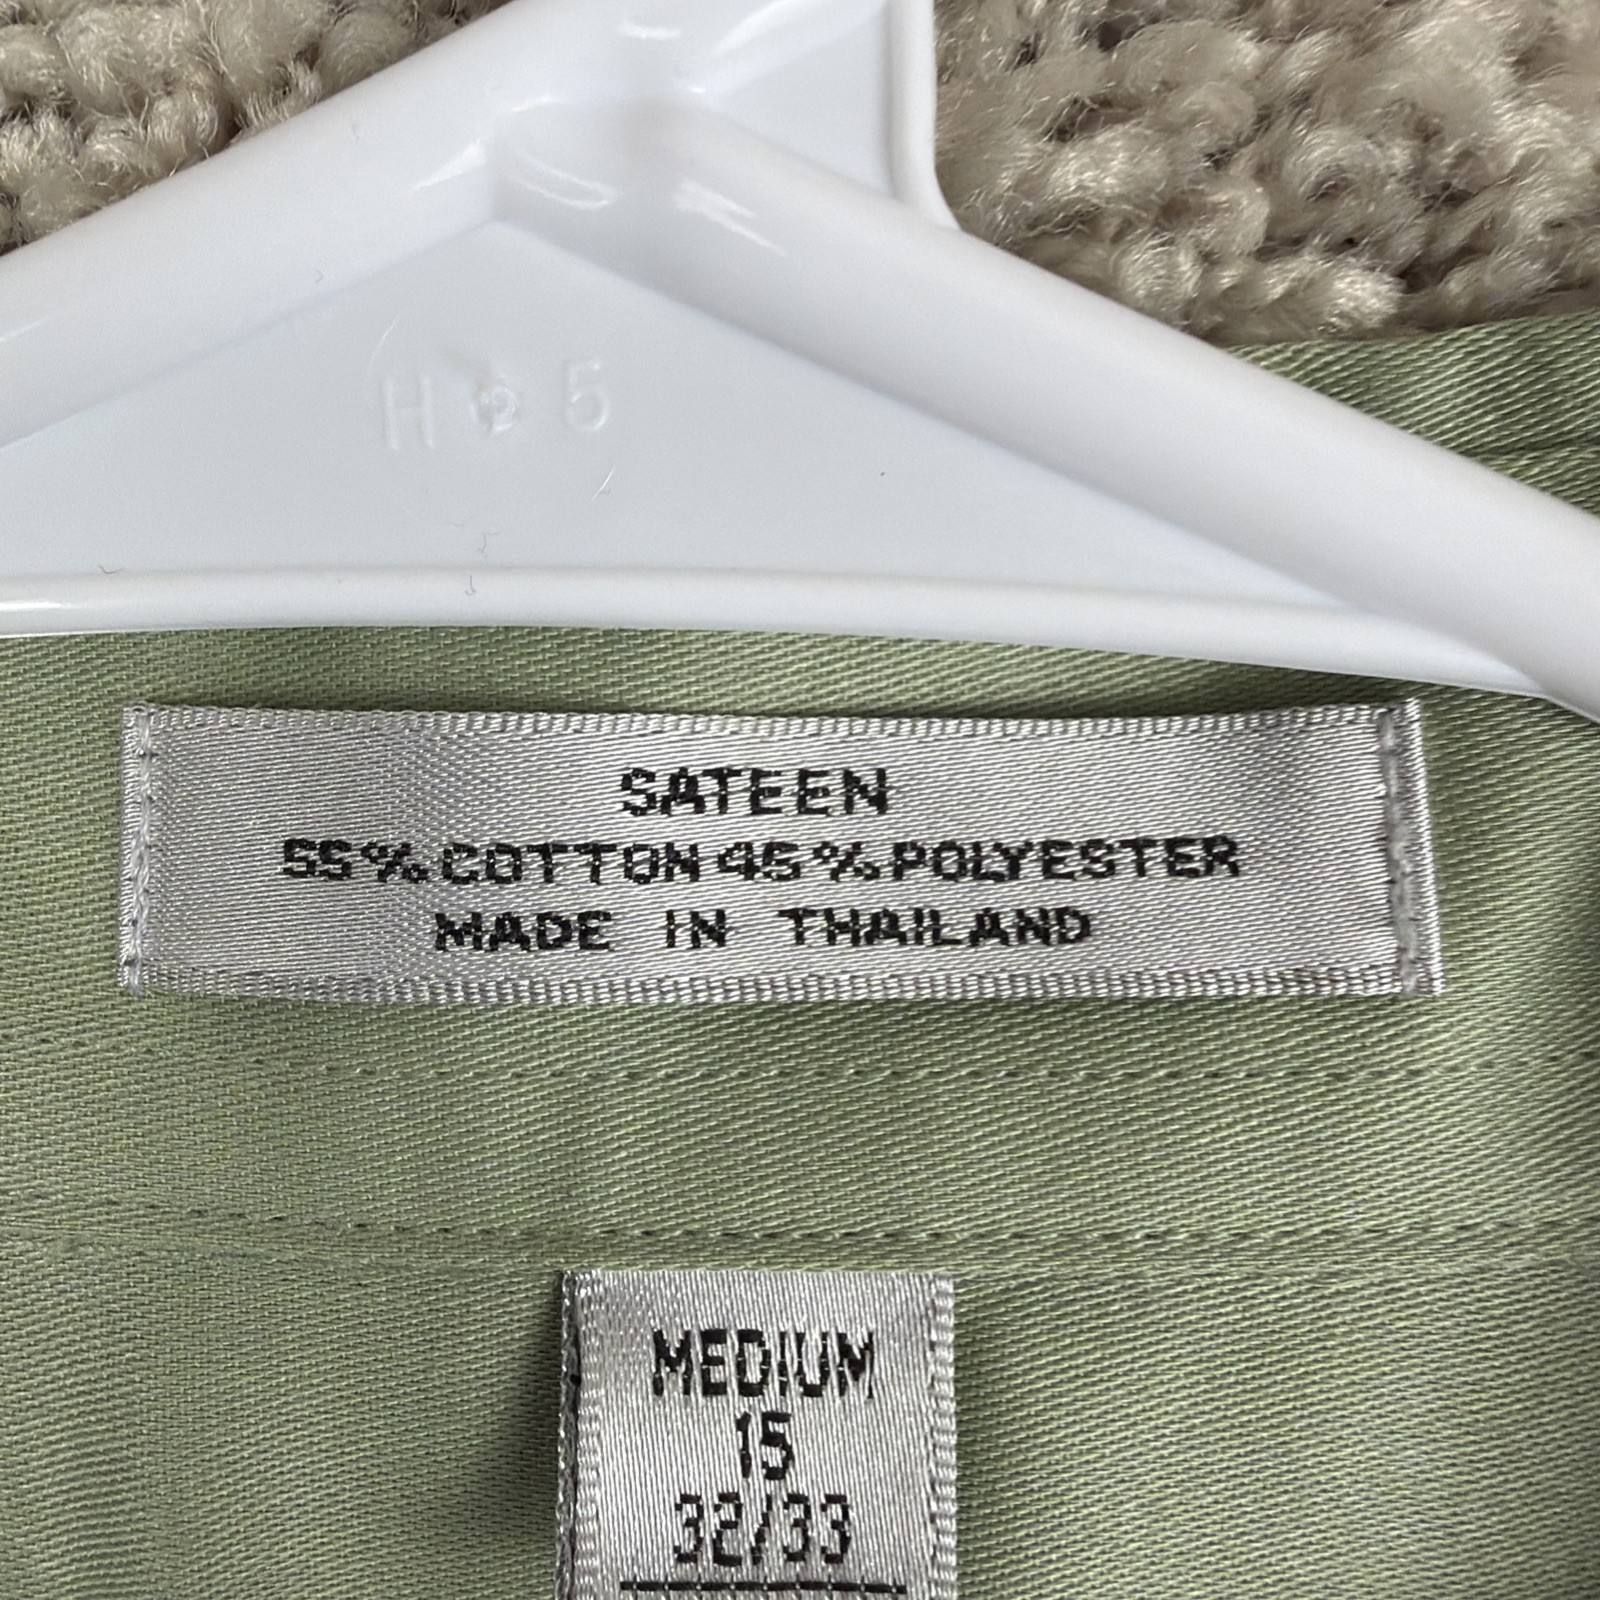 H 5
SATEEN
55% COTTON 45% POLYESTER
MADE IN THAILAND
MEDIUM
15
32/33